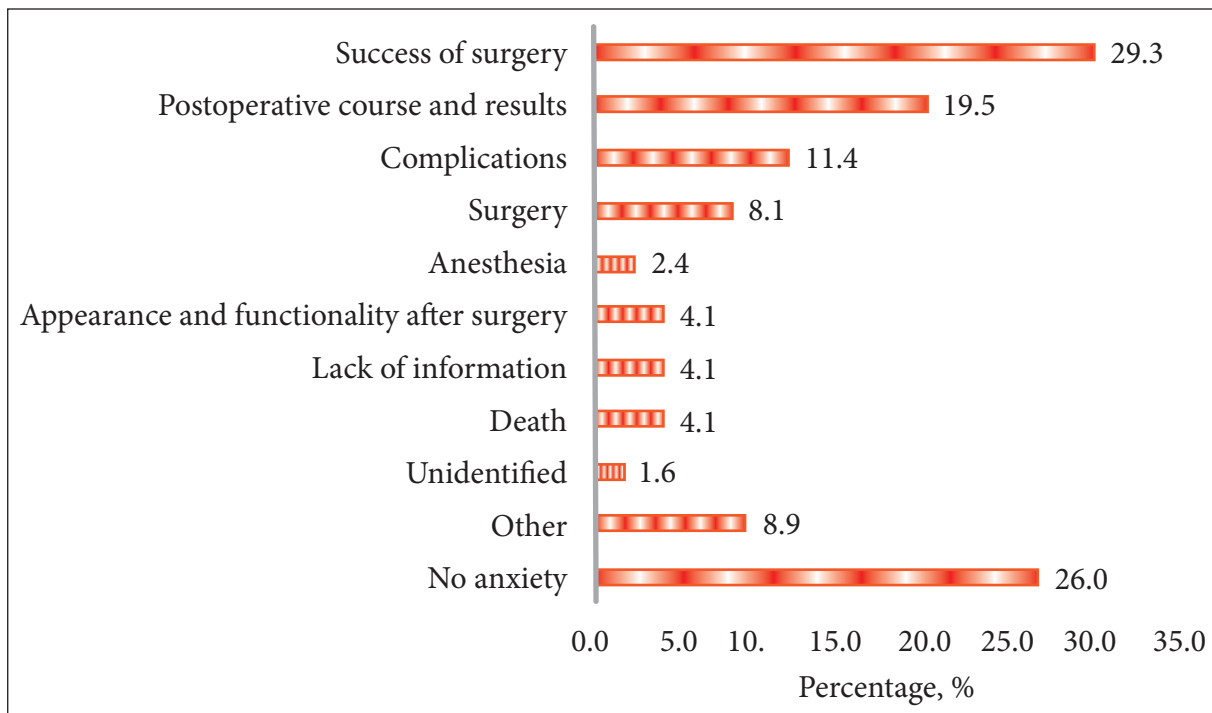 Success of surgery 29.3
Postoperative course and results 19.5
Complications 11.4
Surgery 8.1
Anesthesia 2.4
Appearance and functionality after surgery 4.1
Lack of information 4.1
Death 4.1
Unidentified 1.6
Other 8.9
No anxiety 26.0
0.0 5.0 10. 15.0 20.0 25.0 30.0 35.0
Percentage, %